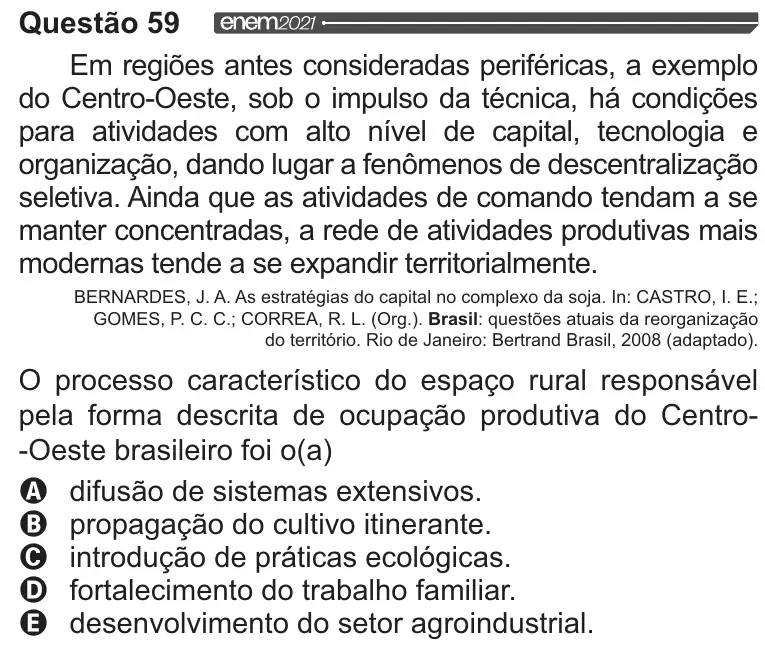 Questão 59 enem2021
Em regiões antes consideradas periféricas, a exemplo
do Centro-Oeste, sob o impulso da técnica, há condições
para atividades com alto nível de capital, tecnologia e
organização, dando lugar a fenômenos de descentralização
seletiva. Ainda que as atividades de comando tendam a se
manter concentradas, a rede de atividades produtivas mais
modernas tende a se expandir territorialmente.
BERNARDES, J. A. As estratégias do capital no complexo da soja. In: CASTRO, I. E.;
GOMES, P. C. C.; CORREA, R. L. (Org.). Brasil: questões atuais da reorganização
do território. Rio de Janeiro: Bertrand Brasil, 2008 (adaptado).
O processo característico do espaço rural responsável
pela forma descrita de ocupação produtiva do Centro-
-Oeste brasileiro foi o(a)
A difusão de sistemas extensivos.
B propagação do cultivo itinerante.
C introdução de práticas ecológicas.
D fortalecimento do trabalho familiar.
E desenvolvimento do setor agroindustrial.